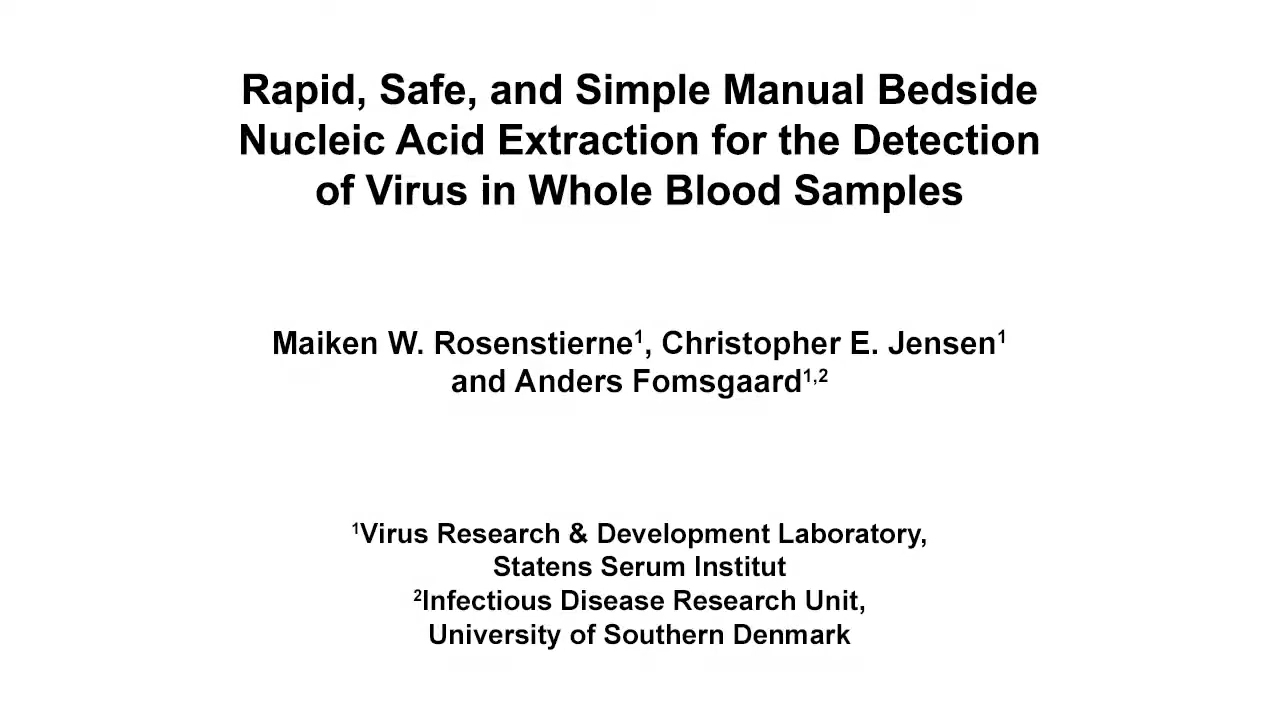 Rapid, Safe, and Simple Manual Bedside
Nucleic Acid Extraction for the Detection
of Virus in Whole Blood Samples
Maiken W. Rosenstierne¹, Christopher E. Jensen¹
and Anders Fomsgaard¹,²
¹Virus Research & Development Laboratory,
Statens Serum Institut
²Infectious Disease Research Unit,
University of Southern Denmark